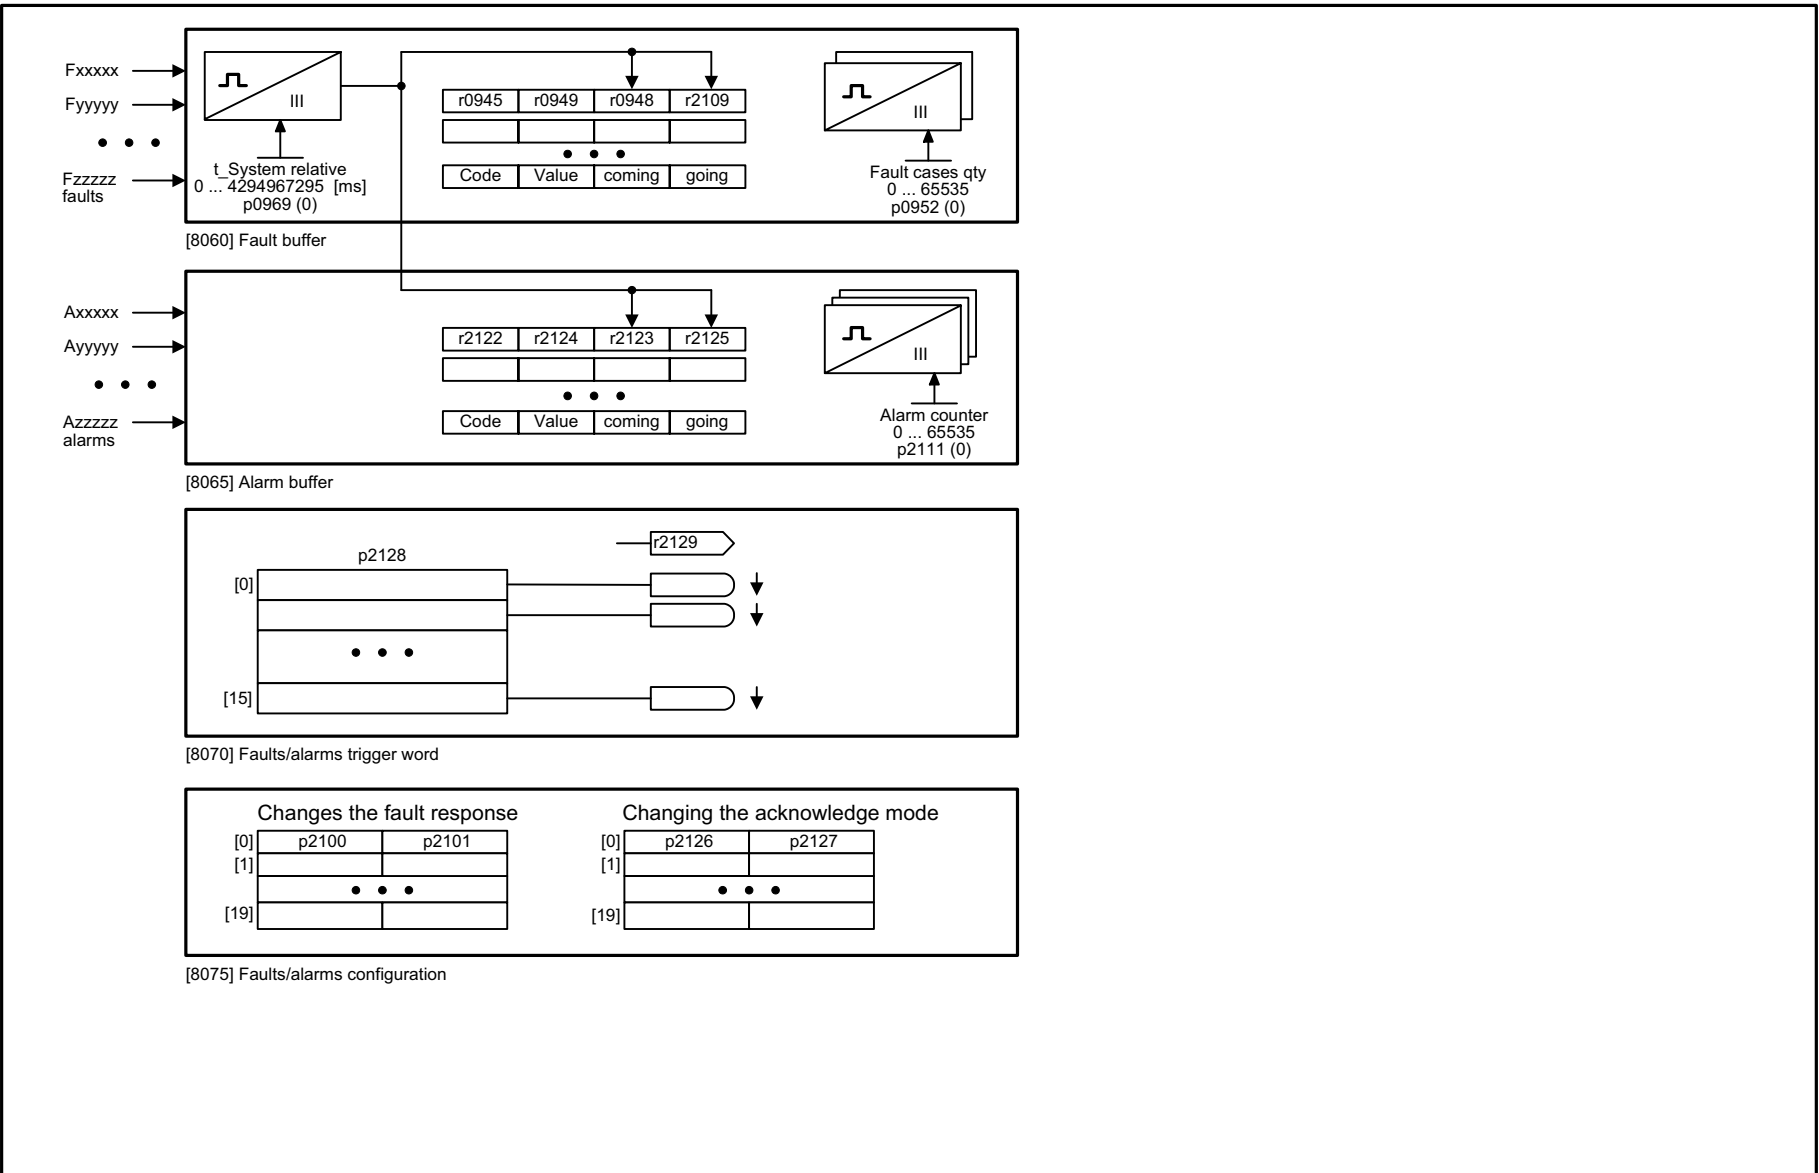 Fxxxxx
Fyyyyy
Fzzzzz
faults
III
t_System relative
0 ... 4294967295 [ms]
p0969 (0)
r0945 r0949 r0948 r2109
Code Value coming going
III
Fault cases qty
0 ... 65535
p0952 (0)
[8060] Fault buffer
Axxxxx
Ayyyyy
Azzzzz
alarms
r2122 r2124 r2123 r2125
Code Value coming going
III
Alarm counter
0 ... 65535
p2111 (0)
[8065] Alarm buffer
p2128
r2129
[0]
[15]
[8070] Faults/alarms trigger word
Changes the fault response
[0] p2100 p2101
[1]
[19]
Changing the acknowledge mode
[0] p2126 p2127
[1]
[19]
[8075] Faults/alarms configuration